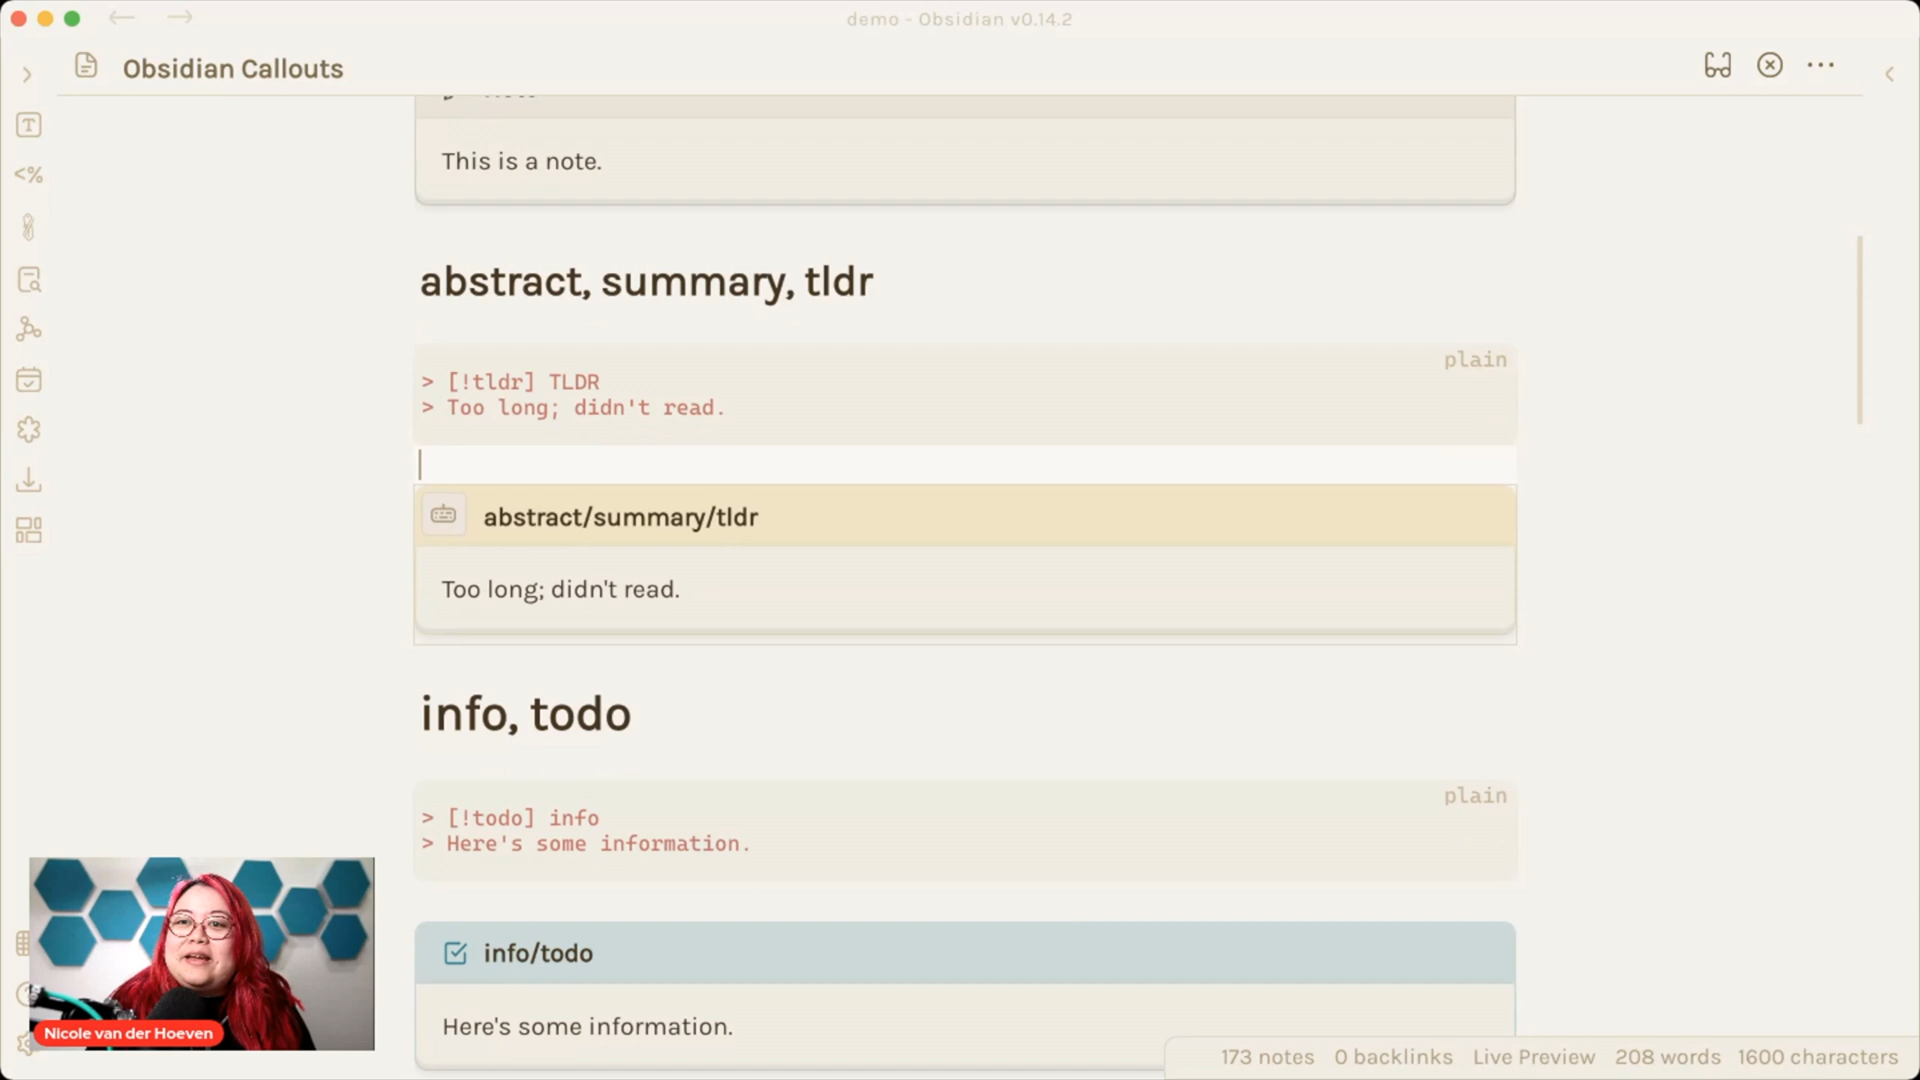 demo - Obsidian v0.14.2
Obsidian Callouts
This is a note.
abstract, summary, tldr
plain
> [!tldr] TLDR
> Too long; didn't read.
abstract/summary/tldr
Too long; didn't read.
info, todo
plain
> [!todo] info
> Here's some information.
info/todo
Here's some information.
Nicole van der Hoeven
173 notes 0 backlinks Live Preview 208 words 1600 characters